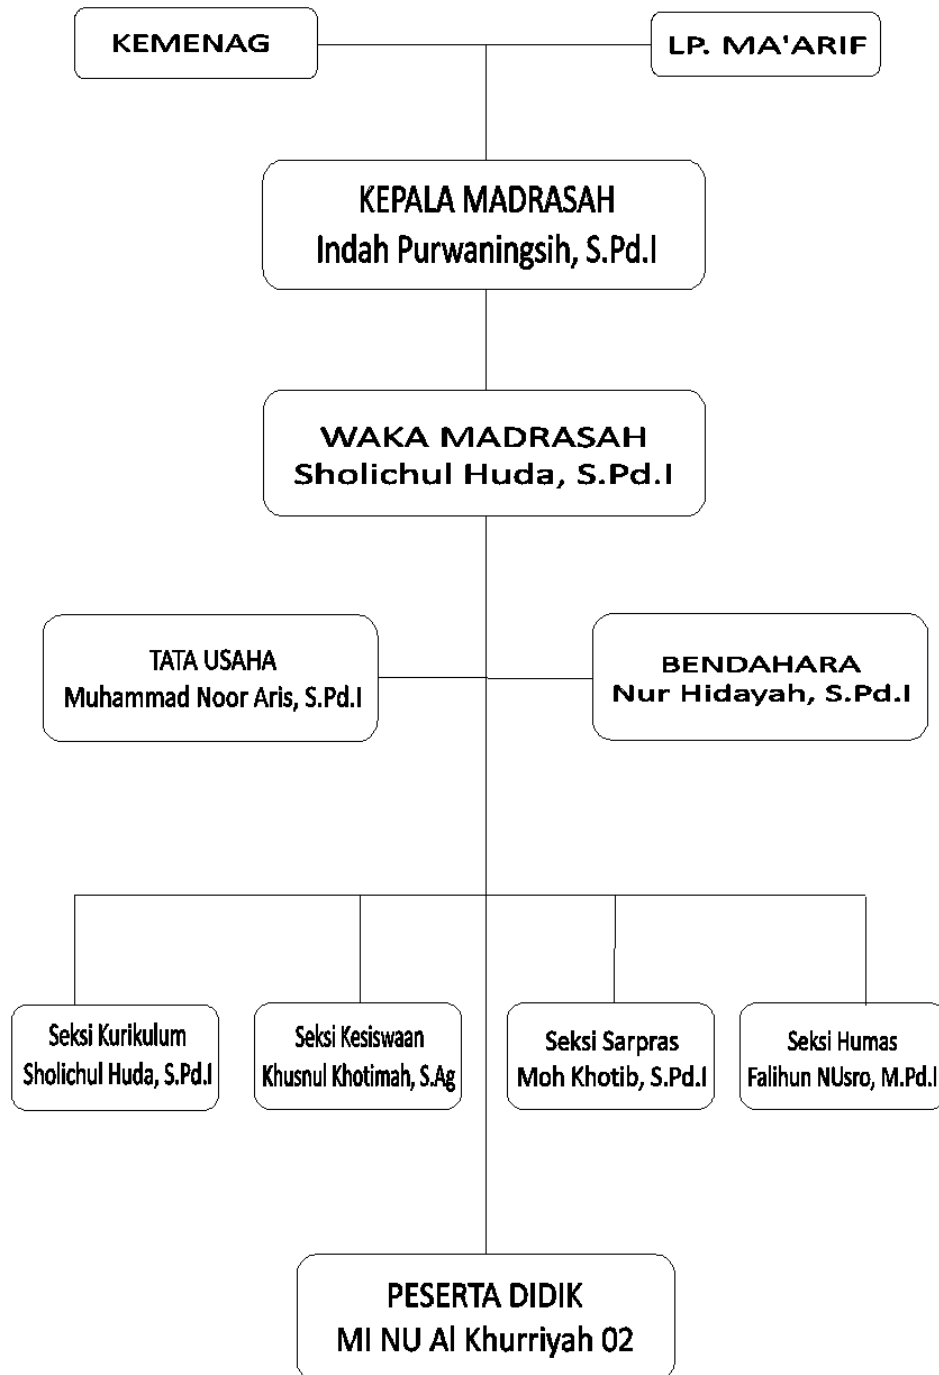 KEMENAG
LP. MA'ARIF
KEPALA MADRASAH
Indah Purwaningsih, S.Pd.I
WAKA MADRASAH
Sholichul Huda, S.Pd.I
TATA USAHA
Muhammad Noor Aris, S.Pd.I
BENDAHARA
Nur Hidayah, S.Pd.I
Seksi Kurikulum
Sholichul Huda, S.Pd.I
Seksi Kesiswaan
Khusnul Khotimah, S.Ag
Seksi Sarpras
Moh Khotib, S.Pd.I
Seksi Humas
Falihun NUsro, M.Pd.I
PESERTA DIDIK
MI NU Al Khurriyah 02